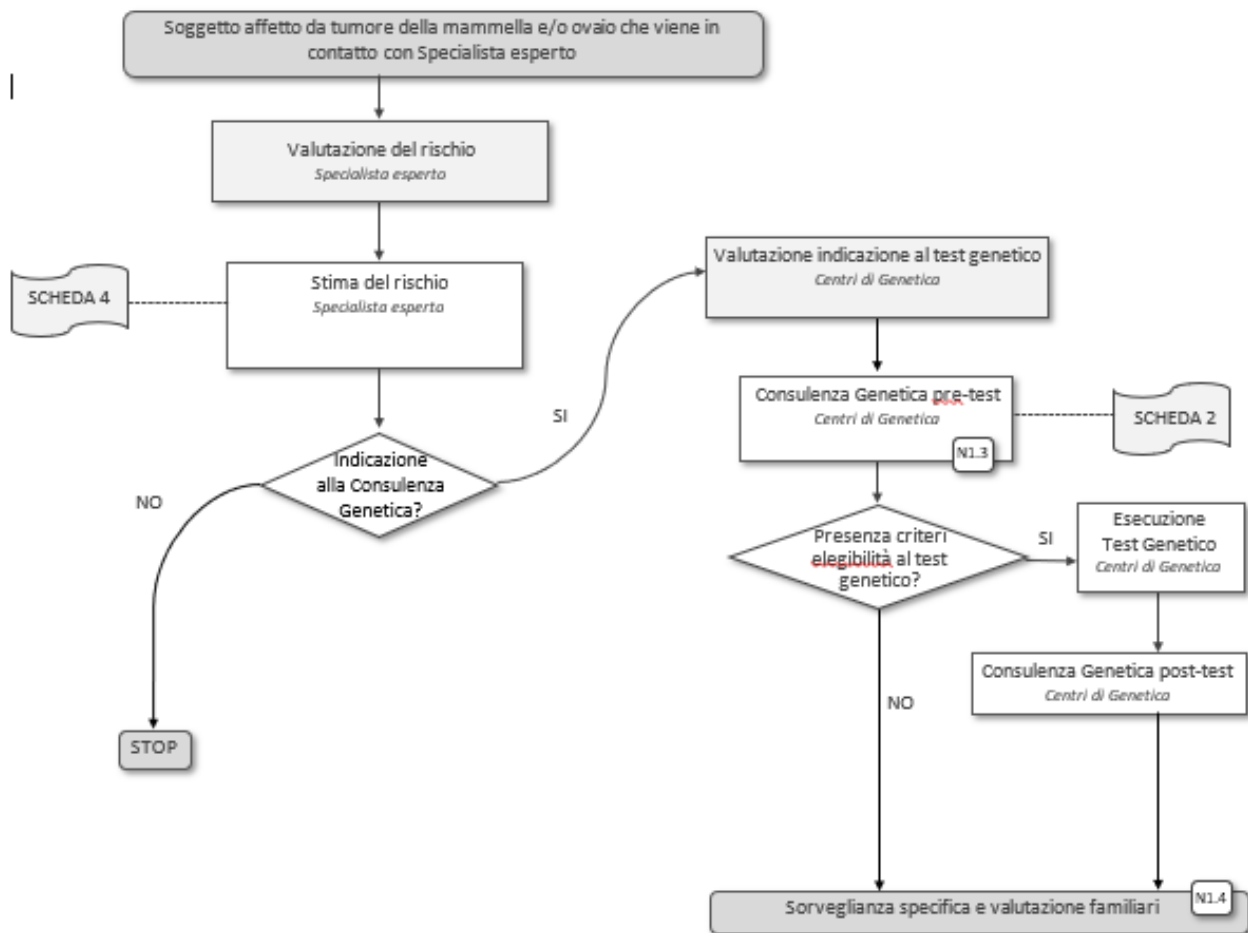 Soggetto affetto da tumore della mammella e/o ovaio che viene in
contatto con Specialista esperto
Valutazione del rischio
Specialista esperto
SCHEDA 4
Stima del rischio
Specialista esperto
Indicazione
alla Consulenza
Genetica?
NO
STOP
SI
Valutazione indicazione al test genetico
Centri di Genetica
Consulenza Genetica pre-test
Centri di Genetica
N1.3
SCHEDA 2
Presenza criteri
elegibilità al test
genetico?
SI
Esecuzione
Test Genetico
Centri di Genetica
Consulenza Genetica post-test
Centri di Genetica
NO
Sorveglianza specifica e valutazione familiari
N1.4